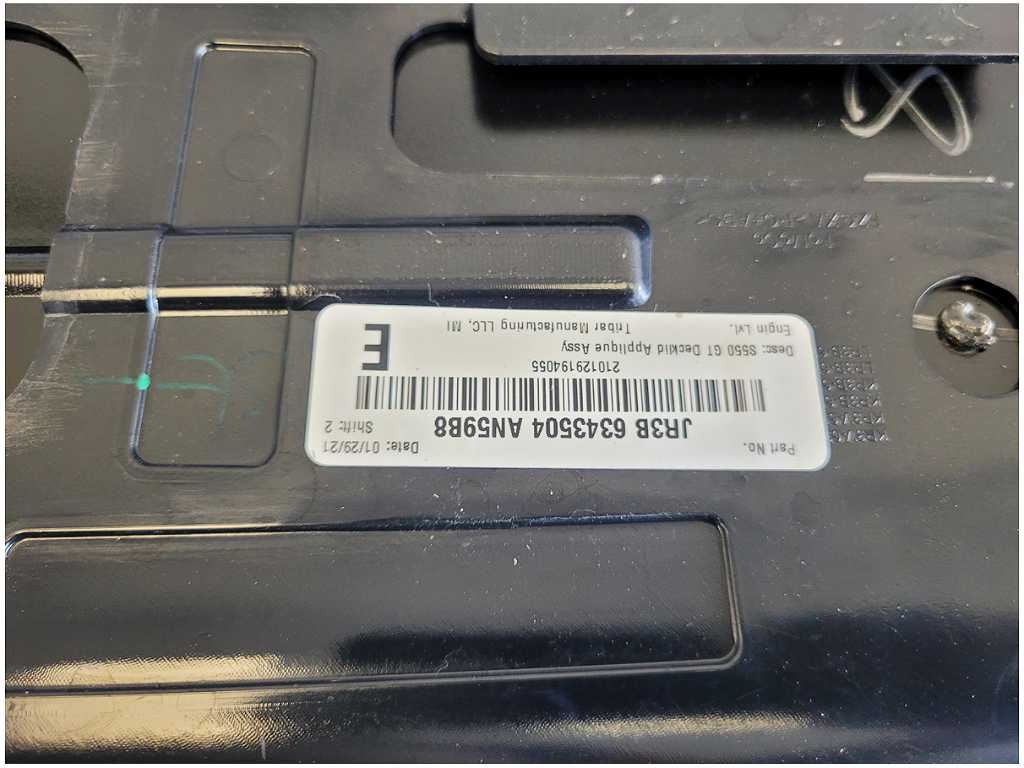 Part No.
Date: 01/29/21
JR3B 6343504 AN59B8
Shift: 2
210129194055
Desc: S550 GT Decklid Applique Assy
E
Engin Lvl.
Tribar Manufacturing LLC, MI